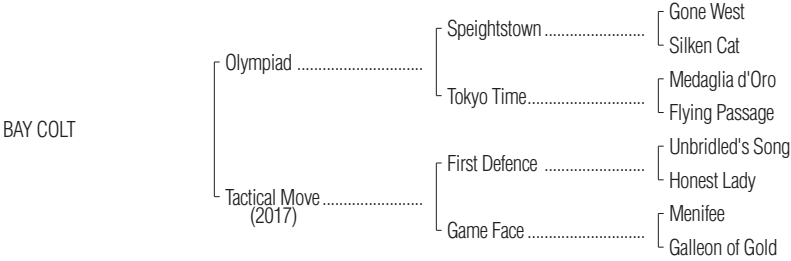 Gone West
Speightstown
Silken Cat
Olympiad
Medaglia d'Oro
Tokyo Time
Flying Passage
BAY COLT
Unbridled's Song
First Defence
Honest Lady
Tactical Move
(2017)
Menifee
Game Face
Galleon of Gold